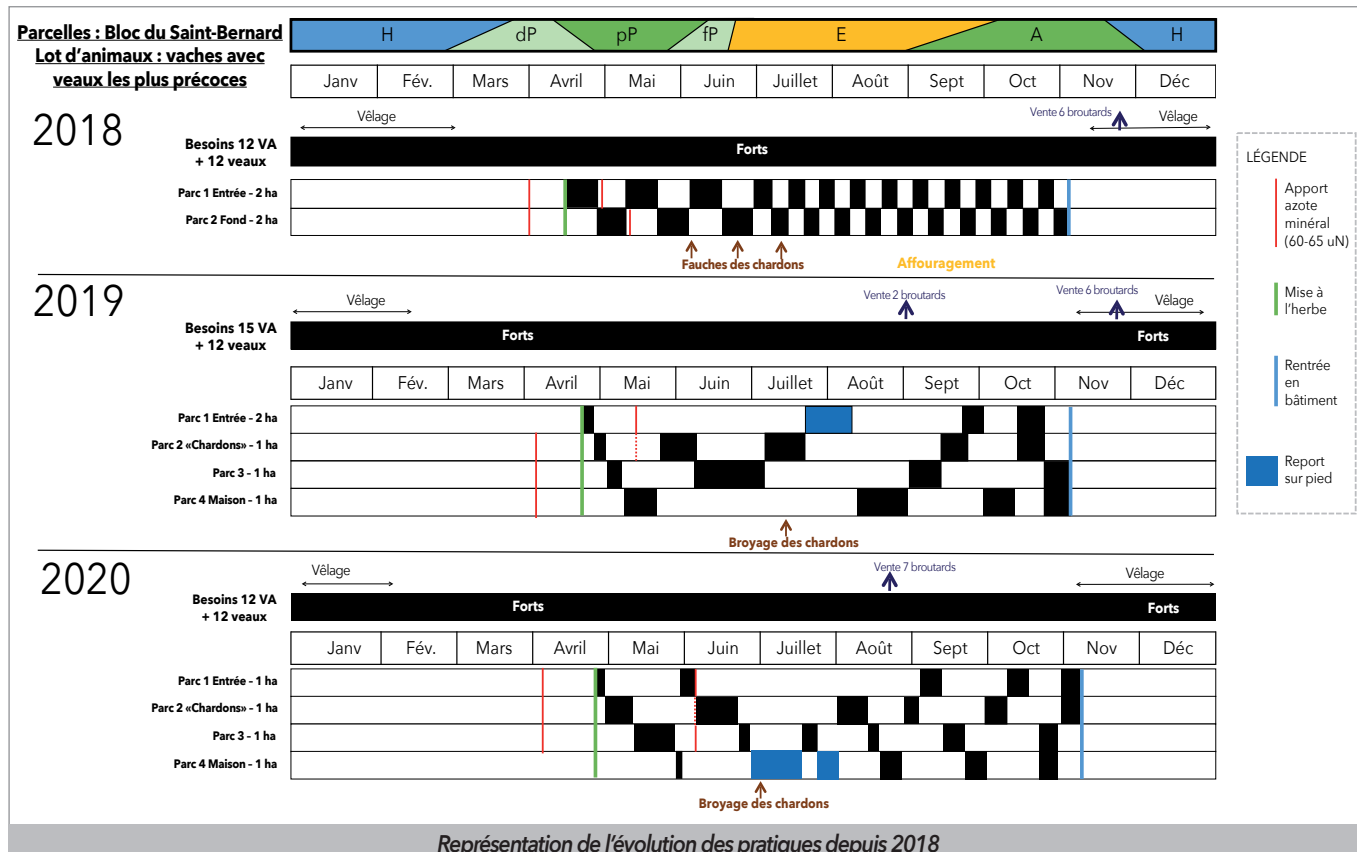 Parcelles : Bloc du Saint-Bernard
Lot d'animaux : vaches avec
veaux les plus précoces
H dP pP fP E A H
Janv Fév. Mars Avril Mai Juin Juillet Août Sept Oct Nov Déc
2018
Vêlage
Vente 6 broutards
Vêlage
Besoins 12 VA
+ 12 veaux
Forts
Parc 1 Entrée – 2 ha
Parc 2 Fond – 2 ha
Fauches des chardons
Affouragement
2019
Vêlage
Vente 2 broutards
Vente 6 broutards
Vêlage
Besoins 15 VA
+ 12 veaux
Forts
Forts
Janv Fév. Mars Avril Mai Juin Juillet Août Sept Oct Nov Déc
Parc 1 Entrée – 2 ha
Parc 2 «Chardons» – 1 ha
Parc 3 – 1 ha
Parc 4 Maison – 1 ha
Broyage des chardons
2020
Vêlage
Vente 7 broutards
Vêlage
Besoins 12 VA
+ 12 veaux
Forts
Forts
Janv Fév. Mars Avril Mai Juin Juillet Août Sept Oct Nov Déc
Parc 1 Entrée – 1 ha
Parc 2 «Chardons» – 1 ha
Parc 3 – 1 ha
Parc 4 Maison – 1 ha
Broyage des chardons
LÉGENDE
Apport
azote
minéral
(60-65 uN)
Mise à
l'herbe
Rentrée
en
bâtiment
Report
sur pied
Représentation de l'évolution des pratiques depuis 2018